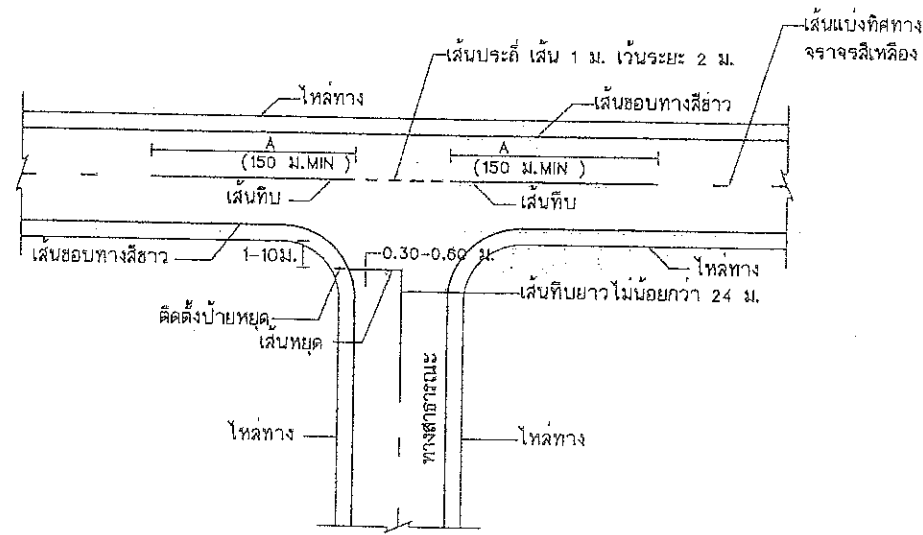 เส้นแบ่งทิศทาง
จราจรสีเหลือง
เส้นประถี่ เส้น 1 ม. เว้นระยะ 2 ม.
ไหล่ทาง
เส้นขอบทางสีขาว
A
A
(150 ม.MIN )
(150 ม.MIN )
เส้นทึบ
เส้นทึบ
เส้นขอบทางสีขาว
1-10ม.
0.30-0.60 ม.
ไหล่ทาง
เส้นทึบยาวไม่น้อยกว่า 24 ม.
ติดตั้งป้ายหยุด
เส้นหยุด
ทางสาธารณะ
ไหล่ทาง
ไหล่ทาง